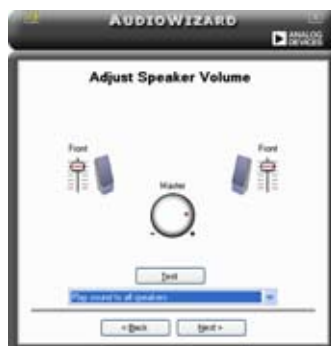 AUDIOWIZARD
ANALOG
DEVICES
Adjust Speaker Volume
Front
Front
Master
- +
Test
Play sound to all speakers
< Back
Next >